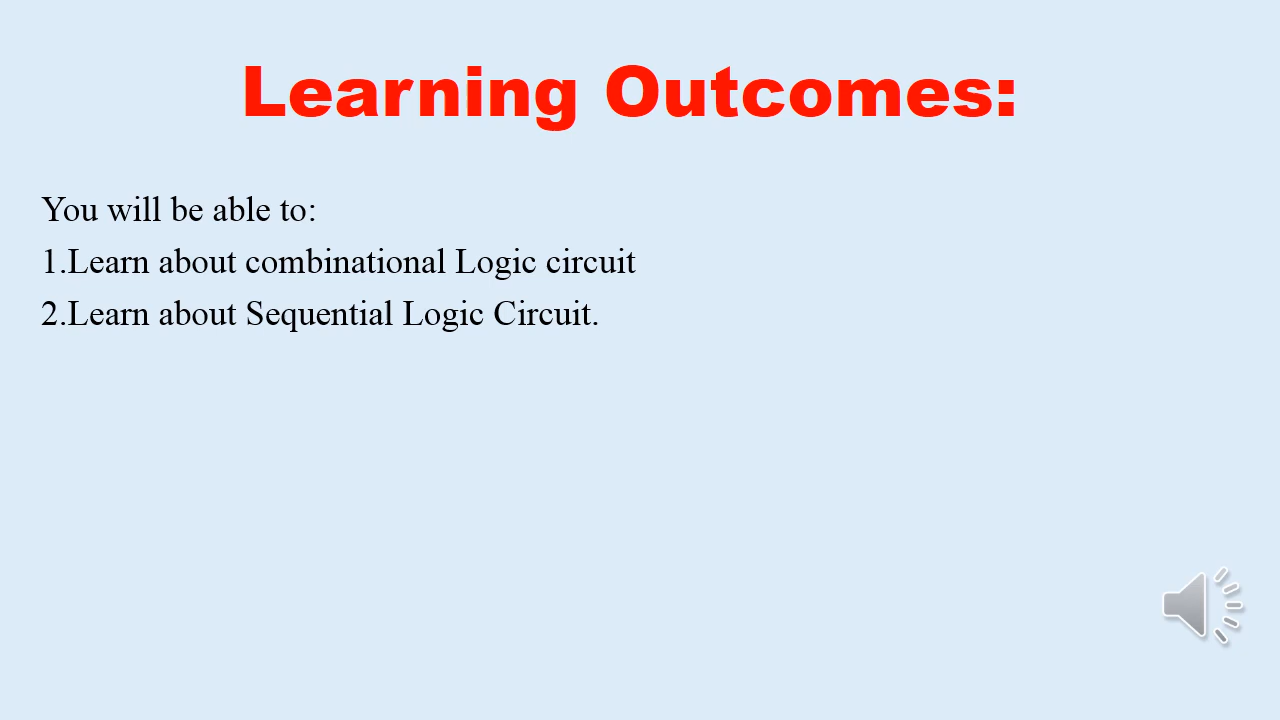 Learning Outcomes:
You will be able to:
1.Learn about combinational Logic circuit
2.Learn about Sequential Logic Circuit.